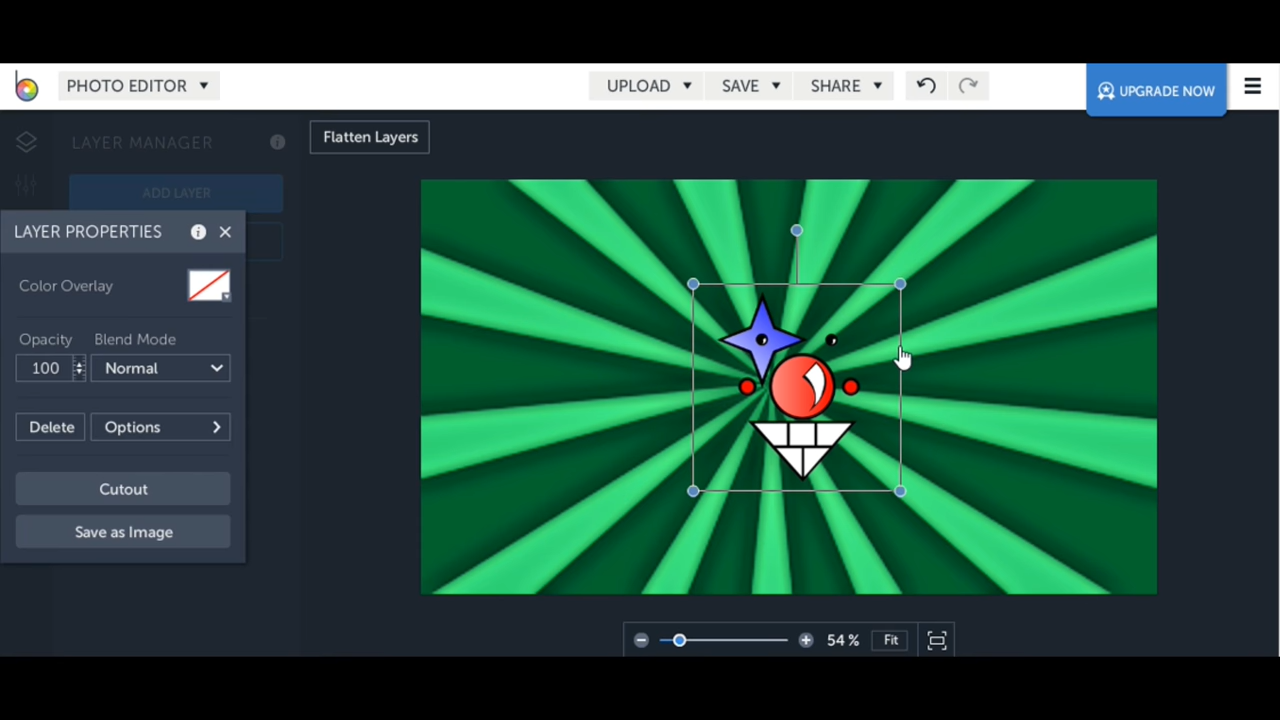 PHOTO EDITOR
UPLOAD
SAVE
SHARE
UPGRADE NOW
LAYER MANAGER
Flatten Layers
ADD LAYER
LAYER PROPERTIES
Color Overlay
Opacity
Blend Mode
100
Normal
Delete
Options
Cutout
Save as Image
54 %
Fit